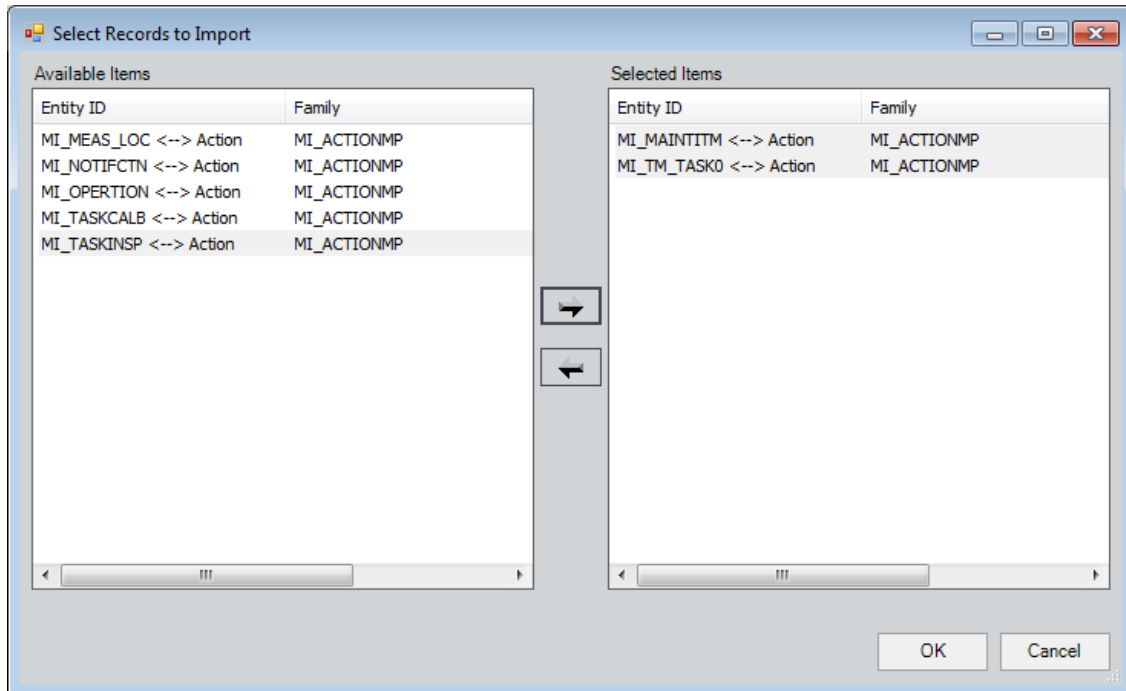 Select Records to Import
Available Items
Entity ID Family
MI_MEAS_LOC <--> Action MI_ACTIONMP
MI_NOTIFCTN <--> Action MI_ACTIONMP
MI_OPERTION <--> Action MI_ACTIONMP
MI_TASKCALB <--> Action MI_ACTIONMP
MI_TASKINSP <--> Action MI_ACTIONMP
Selected Items
Entity ID Family
MI_MAINTITM <--> Action MI_ACTIONMP
MI_TM_TASK0 <--> Action MI_ACTIONMP
OK Cancel